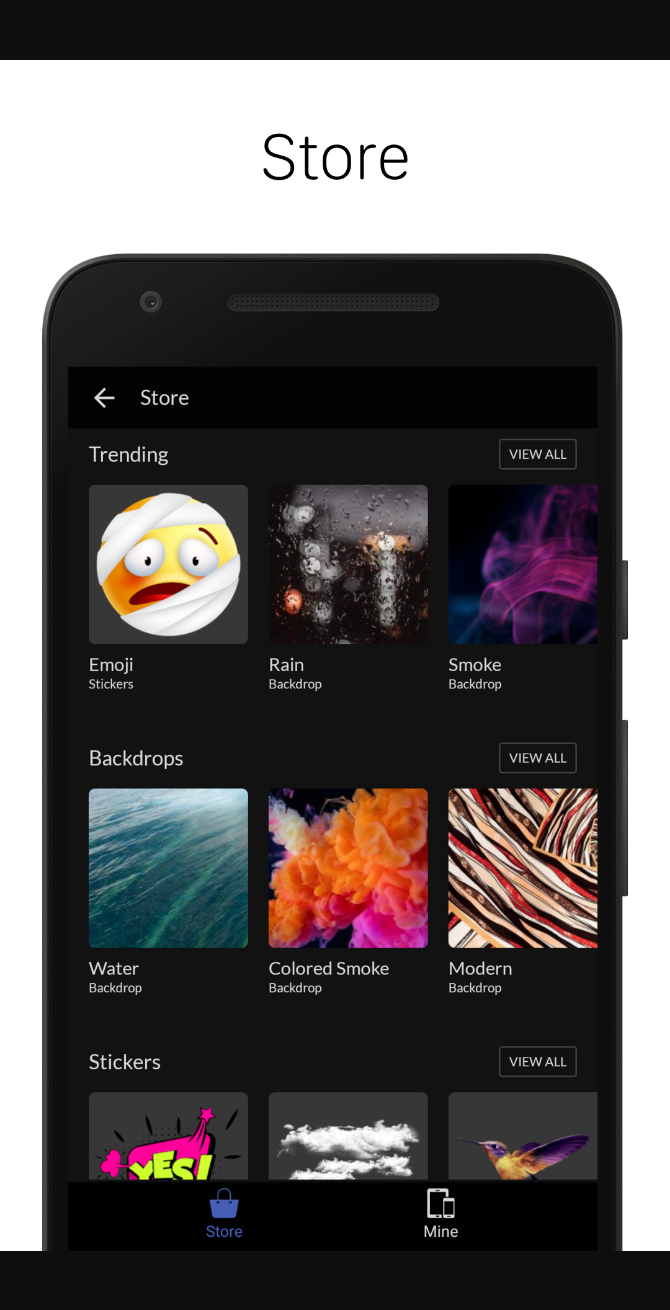 Store
Store
Trending
VIEW ALL
Emoji
Stickers
Rain
Backdrop
Smoke
Backdrop
Backdrops
VIEW ALL
Water
Backdrop
Colored Smoke
Backdrop
Modern
Backdrop
Stickers
VIEW ALL
YES!
Store
Mine